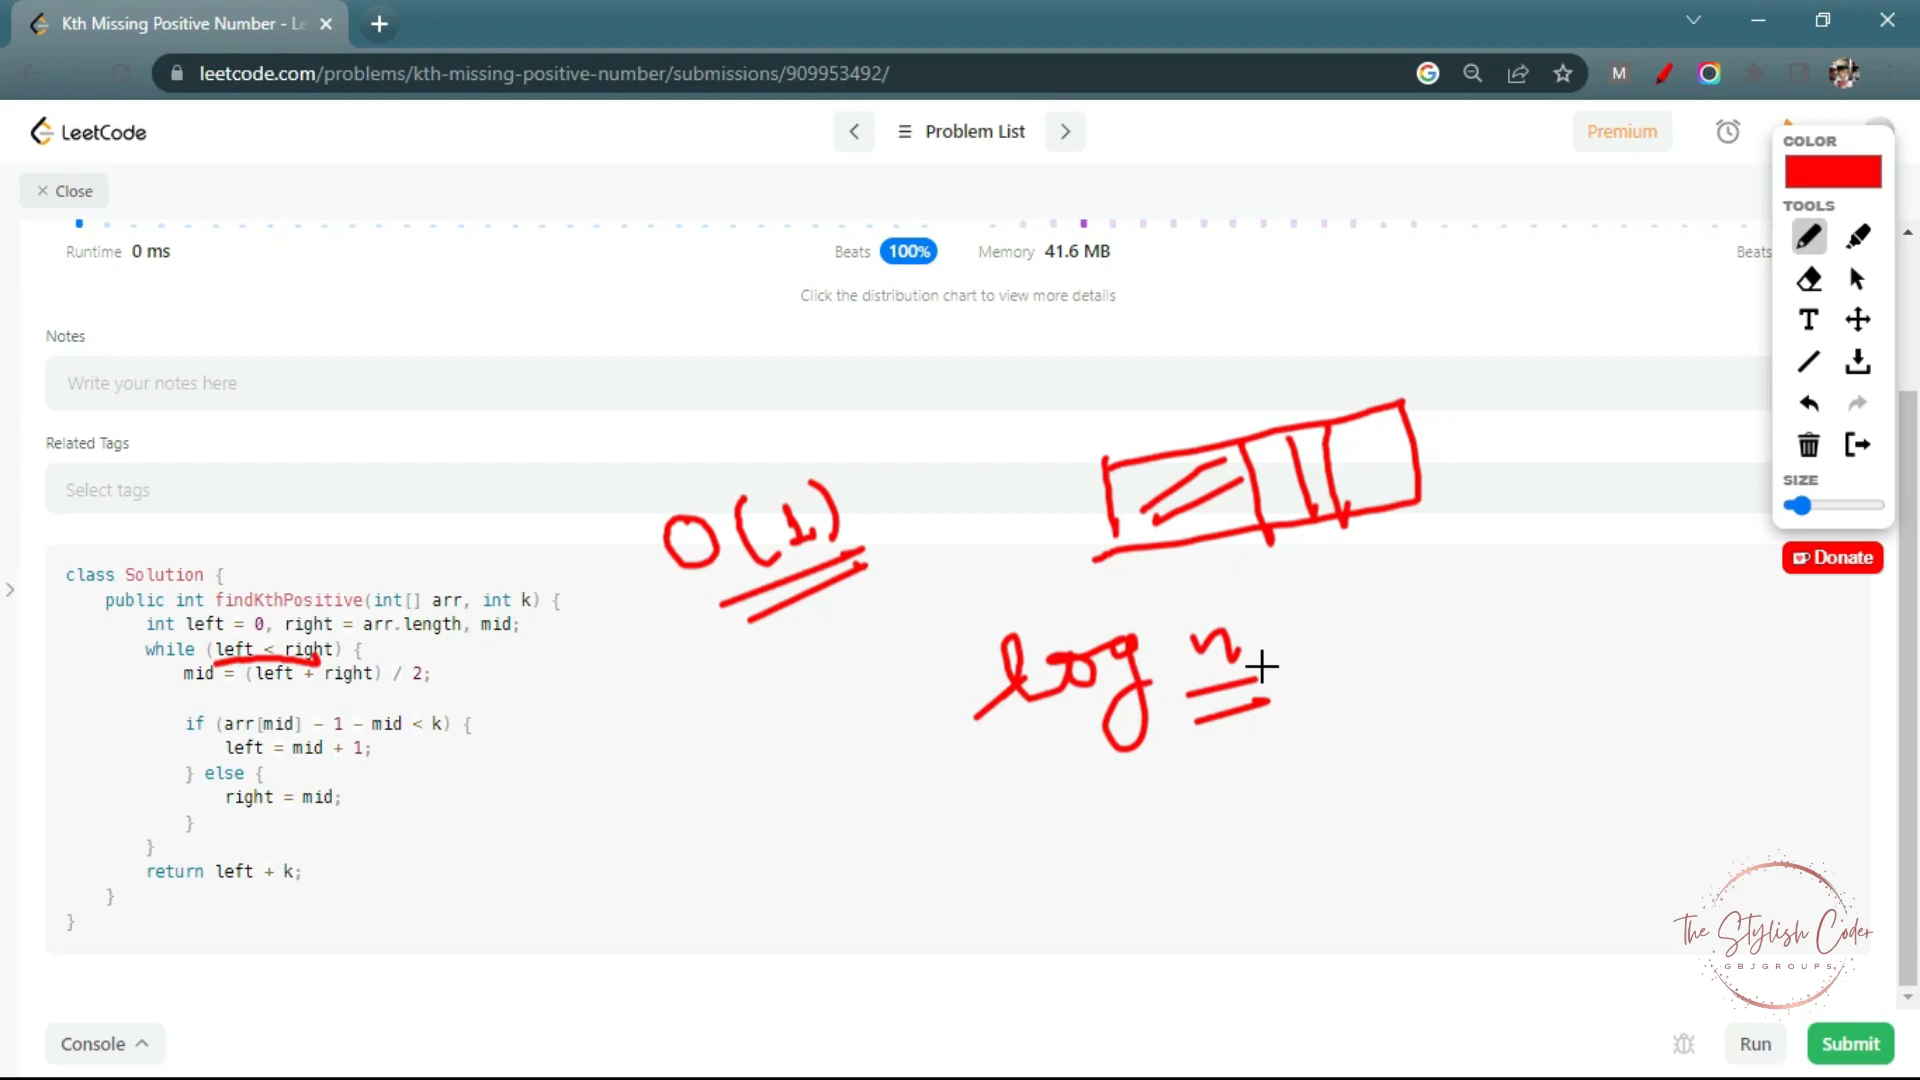 Kth Missing Positive Number - Le
leetcode.com/problems/kth-missing-positive-number/submissions/909953492/
M
LeetCode
Problem List
Premium
COLOR
Close
TOOLS
Runtime 0 ms
Beats 100%
Memory 41.6 MB
Beats
Click the distribution chart to view more details
Notes
Write your notes here
Related Tags
Select tags
SIZE
O(1)
Donate
class Solution {
public int findKthPositive(int[] arr, int k) {
int left = 0, right = arr.length, mid;
while (left < right) {
mid = (left + right) / 2;
log n
if (arr[mid] - 1 - mid < k) {
left = mid + 1;
} else {
right = mid;
}
}
return left + k;
}
}
The Stylish Coder
GBJGROUPS
Console
Run
Submit